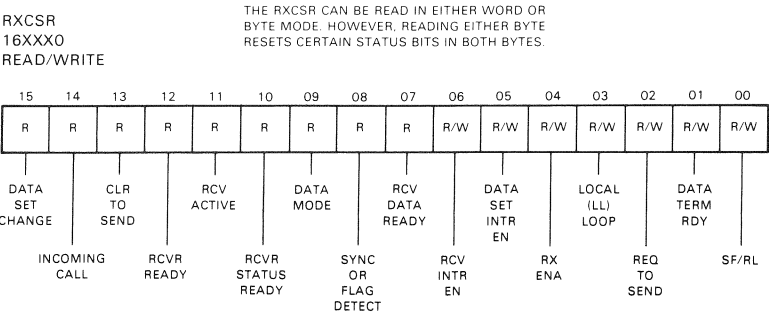 RXCSR
16XXX0
READ/WRITE
THE RXCSR CAN BE READ IN EITHER WORD OR
BYTE MODE. HOWEVER, READING EITHER BYTE
RESETS CERTAIN STATUS BITS IN BOTH BYTES.
15 14 13 12 11 10 09 08 07 06 05 04 03 02 01 00
R R R R R R R R R R/W R/W R/W R/W R/W R/W R/W
DATA
SET
CHANGE
INCOMING
CALL
CLR
TO
SEND
RCVR
READY
RCV
ACTIVE
RCVR
STATUS
READY
DATA
MODE
SYNC
OR
FLAG
DETECT
RCV
DATA
READY
RCV
INTR
EN
DATA
SET
INTR
EN
RX
ENA
LOCAL
(LL)
LOOP
REQ
TO
SEND
DATA
TERM
RDY
SF/RL